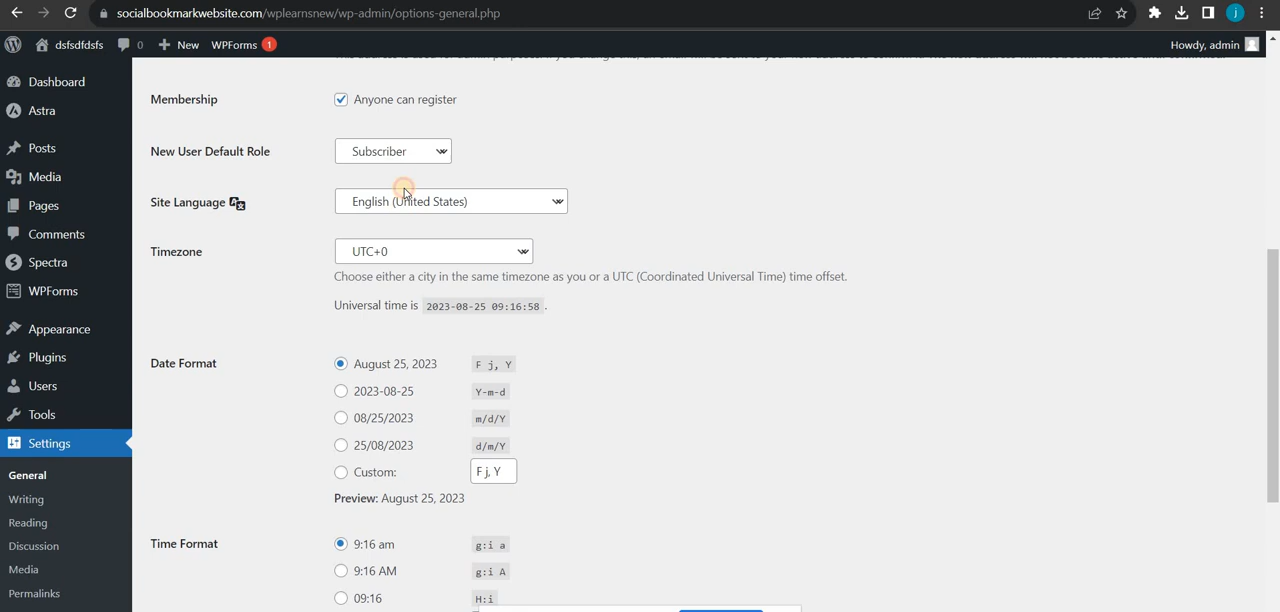 socialbookmarkwebsite.com/wplearnsnew/wp-admin/options-general.php
j
dsfsdfdsfs
0
New
WPForms 1
Howdy, admin
Dashboard
Astra
Posts
Media
Pages
Comments
Spectra
WPForms
Appearance
Plugins
Users
Tools
Settings
General
Writing
Reading
Discussion
Media
Permalinks
Membership
Anyone can register
New User Default Role
Subscriber
Site Language
English (United States)
Timezone
UTC+0
Choose either a city in the same timezone as you or a UTC (Coordinated Universal Time) time offset.
Universal time is 2023-08-25 09:16:58 .
Date Format
August 25, 2023 F j, Y
2023-08-25 Y-m-d
08/25/2023 m/d/Y
25/08/2023 d/m/Y
Custom: F j, Y
Preview: August 25, 2023
Time Format
9:16 am g:i a
9:16 AM g:i A
09:16 H:i